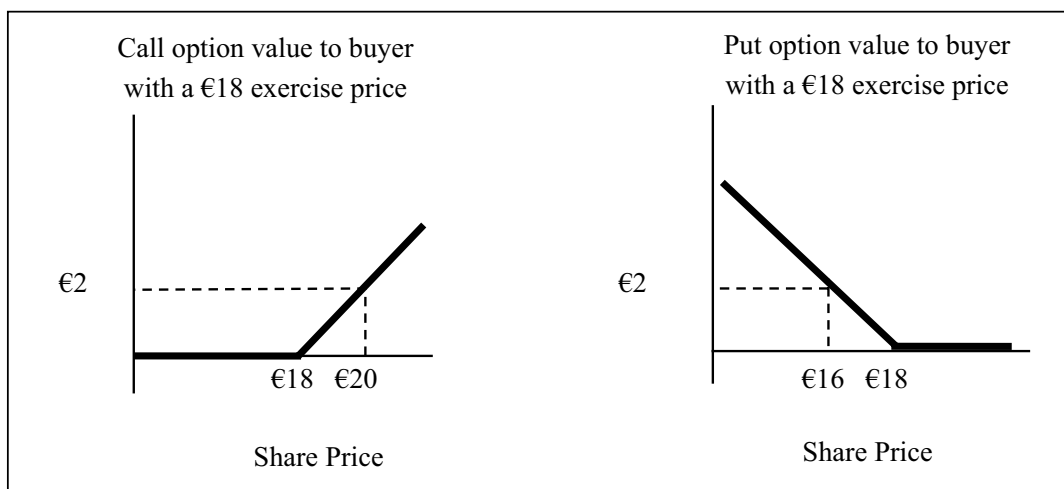 Call option value to buyer
with a €18 exercise price
€2
€18 €20
Share Price
Put option value to buyer
with a €18 exercise price
€2
€16 €18
Share Price